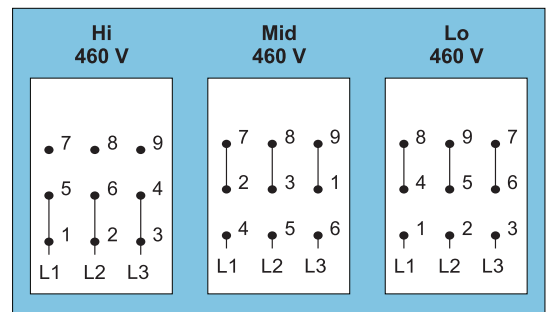 Hi
460 V
Mid
460 V
Lo
460 V
7 8 9
5 6 4
1 2 3
L1 L2 L3
7 8 9
2 3 1
4 5 6
L1 L2 L3
8 9 7
4 5 6
1 2 3
L1 L2 L3